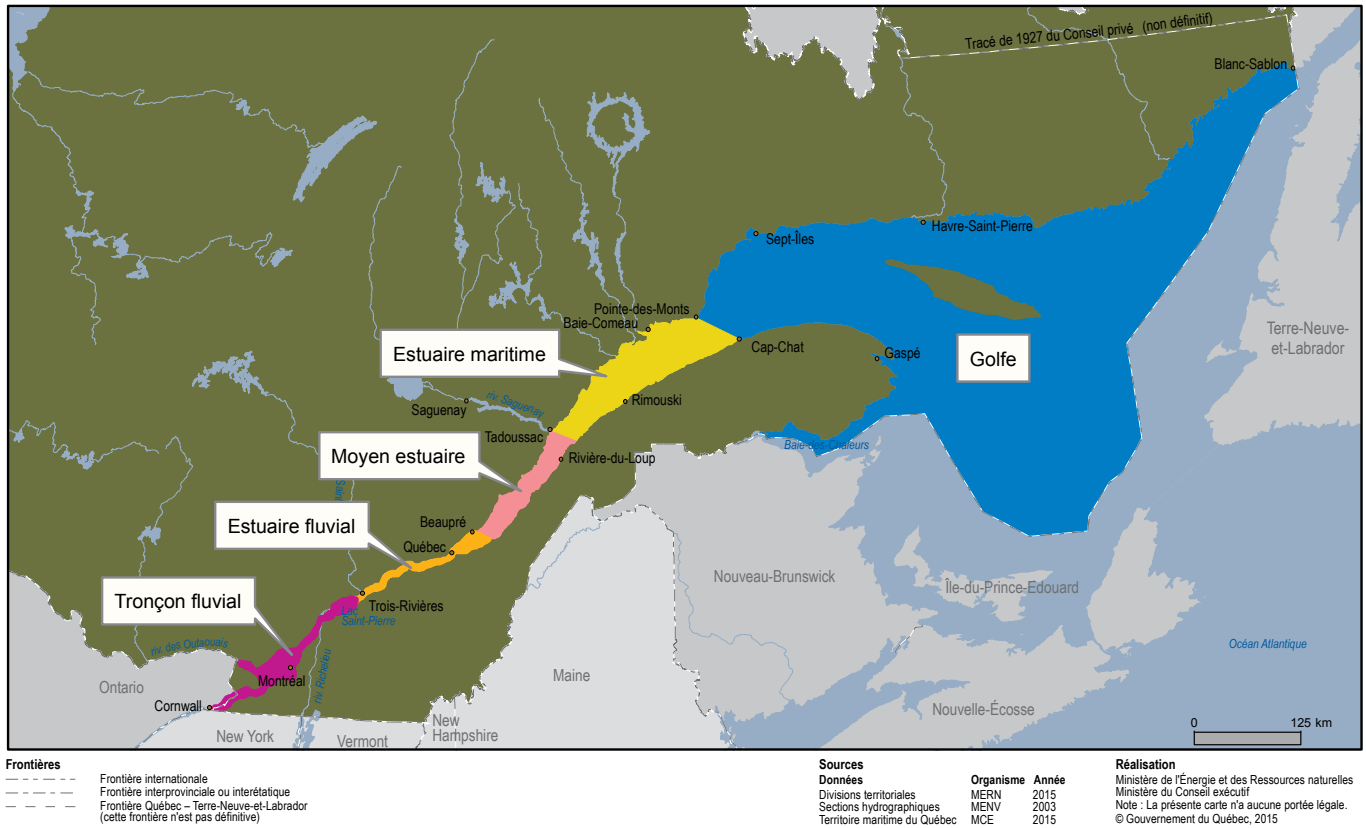 Tracé de 1927 du Conseil privé (non définitif)
Blanc-Sablon
Sept-Îles
Havre-Saint-Pierre
Pointe-des-Monts
Baie-Comeau
Terre-Neuve-
et-Labrador
Estuaire maritime
Cap-Chat
Gaspé
Golfe
Saguenay
riv. Saguenay
Rimouski
Tadoussac
Baie-des-Chaleurs
Moyen estuaire
Rivière-du-Loup
Estuaire fluvial
Beaupré
Québec
Nouveau-Brunswick
Île-du-Prince-Edouard
Tronçon fluvial
Trois-Rivières
Lac
Saint-Pierre
riv. des Outaouais
Océan Atlantique
Ontario
Montréal
riv. Richelieu
Maine
Cornwall
Nouvelle-Écosse
New York
Vermont
New
Hampshire
0 125 km
Frontières
Frontière internationale
Frontière interprovinciale ou interétatique
Frontière Québec – Terre-Neuve-et-Labrador
(cette frontière n'est pas définitive)
Sources
Données Organisme Année
Divisions territoriales MERN 2015
Sections hydrographiques MENV 2003
Territoire maritime du Québec MCE 2015
Réalisation
Ministère de l'Énergie et des Ressources naturelles
Ministère du Conseil exécutif
Note : La présente carte n'a aucune portée légale.
© Gouvernement du Québec, 2015